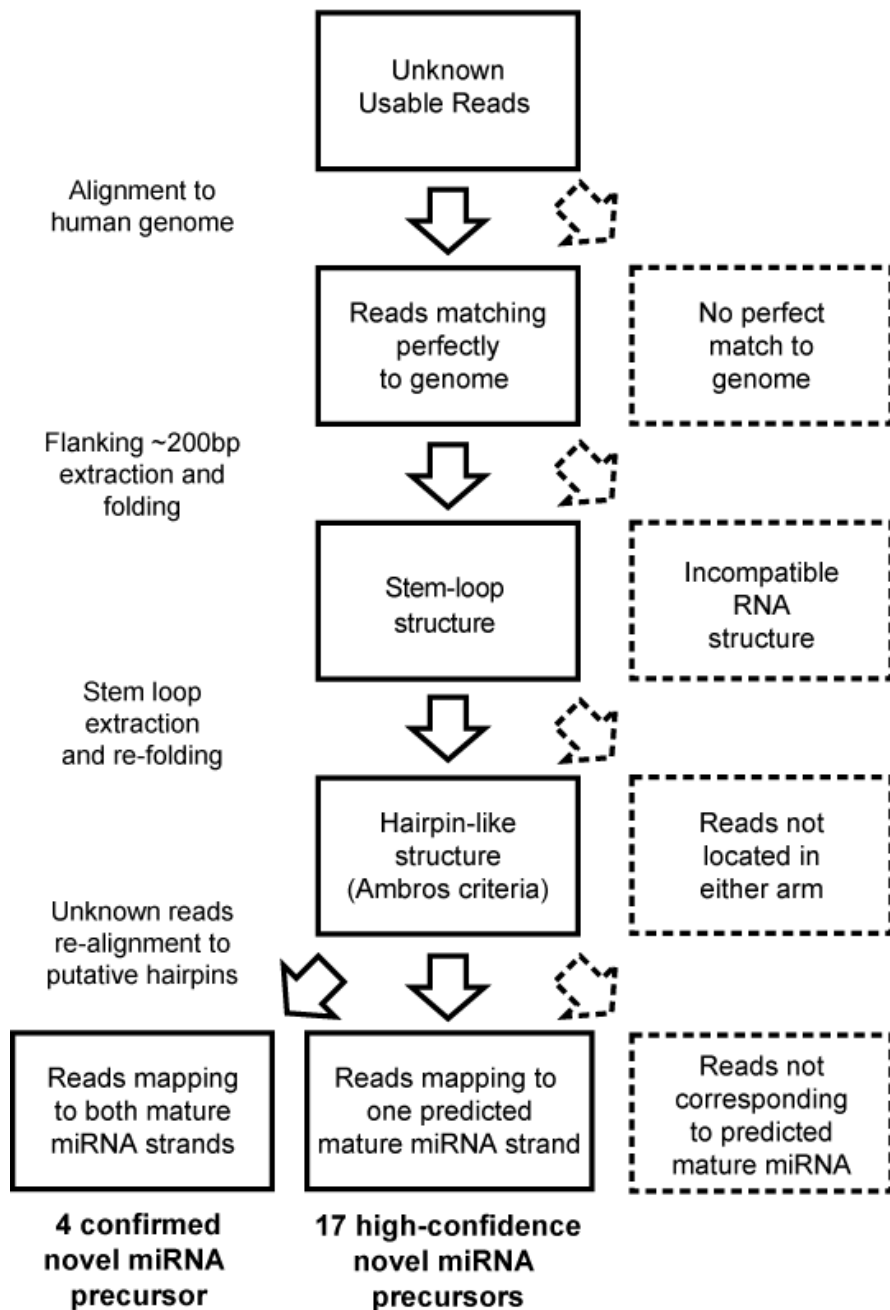 Unknown
Usable Reads
Alignment to
human genome
Reads matching
perfectly
to genome
No perfect
match to
genome
Flanking ~200bp
extraction and
folding
Stem-loop
structure
Incompatible
RNA
structure
Stem loop
extraction
and re-folding
Hairpin-like
structure
(Ambros criteria)
Reads not
located in
either arm
Unknown reads
re-alignment to
putative hairpins
Reads mapping
to both mature
miRNA strands
Reads mapping to
one predicted
mature miRNA strand
Reads not
corresponding
to predicted
mature miRNA
4 confirmed
novel miRNA
precursor
17 high-confidence
novel miRNA
precursors